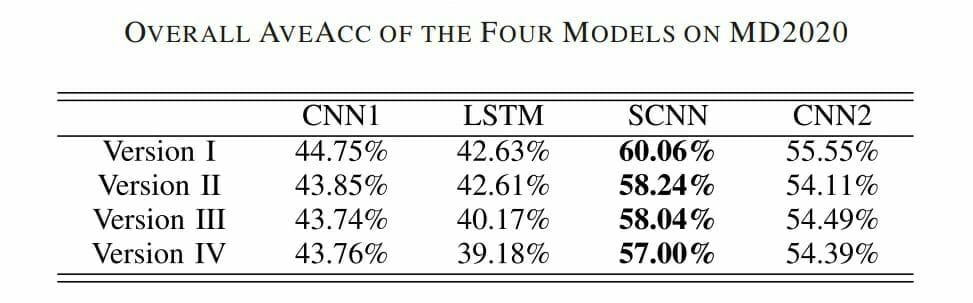 OVERALL AVEACC OF THE FOUR MODELS ON MD2020
CNN1 LSTM SCNN CNN2
Version I 44.75% 42.63% 60.06% 55.55%
Version II 43.85% 42.61% 58.24% 54.11%
Version III 43.74% 40.17% 58.04% 54.49%
Version IV 43.76% 39.18% 57.00% 54.39%